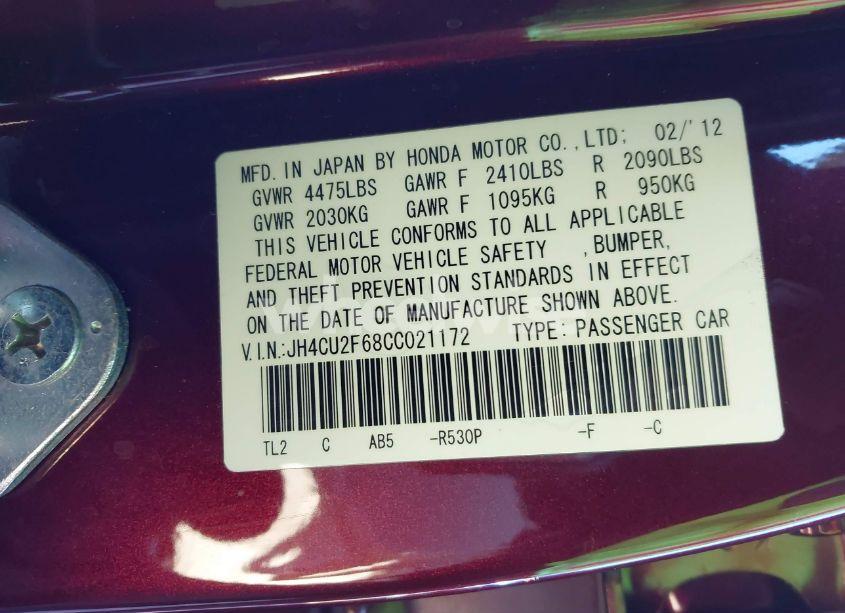 MFD. IN JAPAN BY HONDA MOTOR CO.,LTD; 02/'12
GVWR 4475LBS GAWR F 2410LBS R 2090LBS
GVWR 2030KG GAWR F 1095KG R 950KG
THIS VEHICLE CONFORMS TO ALL APPLICABLE
FEDERAL MOTOR VEHICLE SAFETY ,BUMPER,
AND THEFT PREVENTION STANDARDS IN EFFECT
ON THE DATE OF MANUFACTURE SHOWN ABOVE.
V.I.N.:JH4CU2F68CC021172 TYPE: PASSENGER CAR
TL2 C AB5 -R530P -F -C